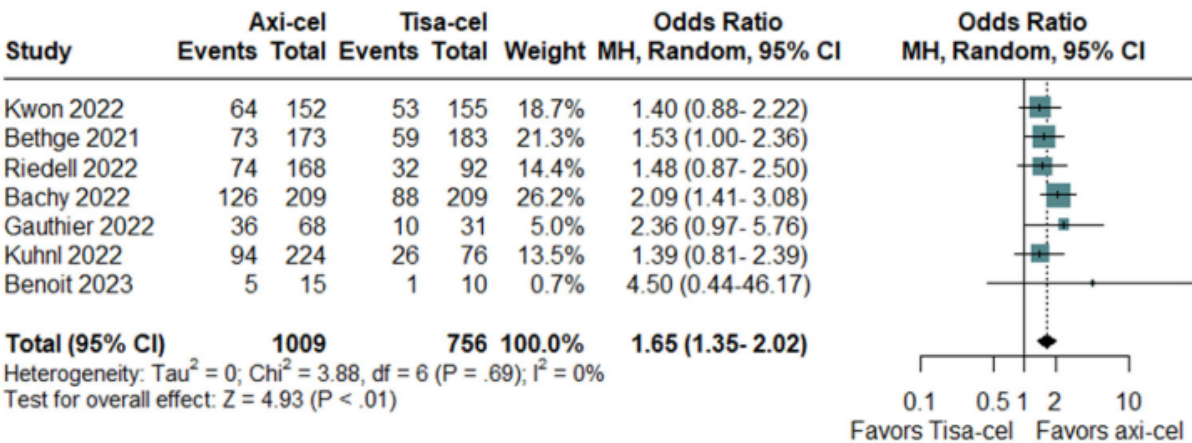 Axi-cel Tisa-cel Odds Ratio Odds Ratio
Study Events Total Events Total Weight MH, Random, 95% CI MH, Random, 95% CI
Kwon 2022 64 152 53 155 18.7% 1.40 (0.88- 2.22)
Bethge 2021 73 173 59 183 21.3% 1.53 (1.00- 2.36)
Riedell 2022 74 168 32 92 14.4% 1.48 (0.87- 2.50)
Bachy 2022 126 209 88 209 26.2% 2.09 (1.41- 3.08)
Gauthier 2022 36 68 10 31 5.0% 2.36 (0.97- 5.76)
Kuhnl 2022 94 224 26 76 13.5% 1.39 (0.81- 2.39)
Benoit 2023 5 15 1 10 0.7% 4.50 (0.44-46.17)
Total (95% CI) 1009 756 100.0% 1.65 (1.35- 2.02)
Heterogeneity: Tau² = 0; Chi² = 3.88, df = 6 (P = .69); I² = 0%
Test for overall effect: Z = 4.93 (P < .01)
0.1 0.5 1 2 10
Favors Tisa-cel Favors axi-cel